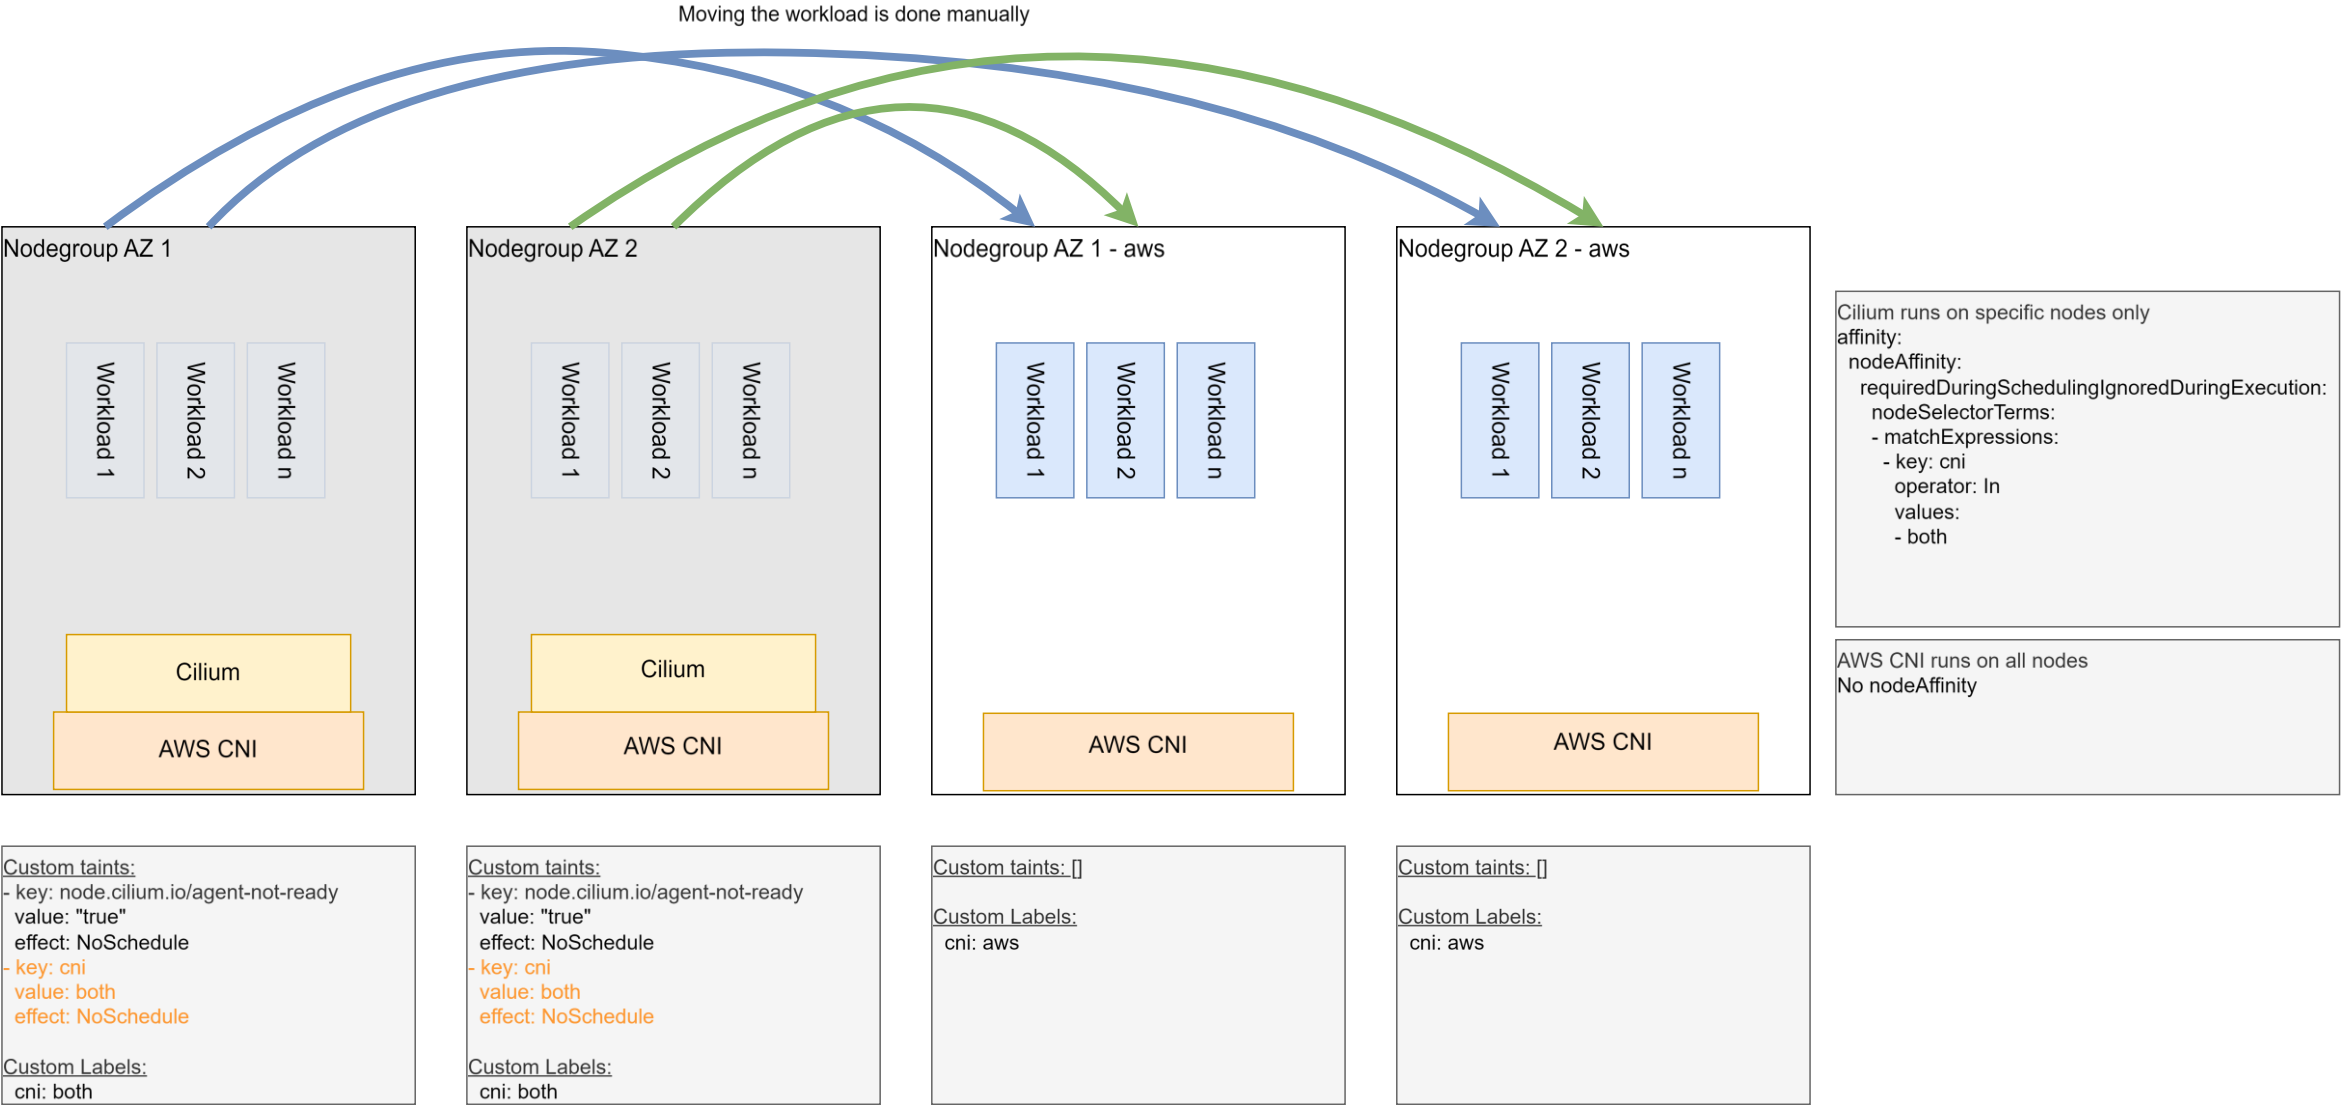 Moving the workload is done manually
Nodegroup AZ 1
Workload 1
Workload 2
Workload n
Cilium
AWS CNI
Nodegroup AZ 2
Workload 1
Workload 2
Workload n
Cilium
AWS CNI
Nodegroup AZ 1 - aws
Workload 1
Workload 2
Workload n
AWS CNI
Nodegroup AZ 2 - aws
Workload 1
Workload 2
Workload n
AWS CNI
Cilium runs on specific nodes only
affinity:
nodeAffinity:
requiredDuringSchedulingIgnoredDuringExecution:
nodeSelectorTerms:
- matchExpressions:
- key: cni
operator: In
values:
- both
AWS CNI runs on all nodes
No nodeAffinity
Custom taints:
- key: node.cilium.io/agent-not-ready
value: "true"
effect: NoSchedule
- key: cni
value: both
effect: NoSchedule
Custom Labels:
cni: both
Custom taints:
- key: node.cilium.io/agent-not-ready
value: "true"
effect: NoSchedule
- key: cni
value: both
effect: NoSchedule
Custom Labels:
cni: both
Custom taints: []
Custom Labels:
cni: aws
Custom taints: []
Custom Labels:
cni: aws